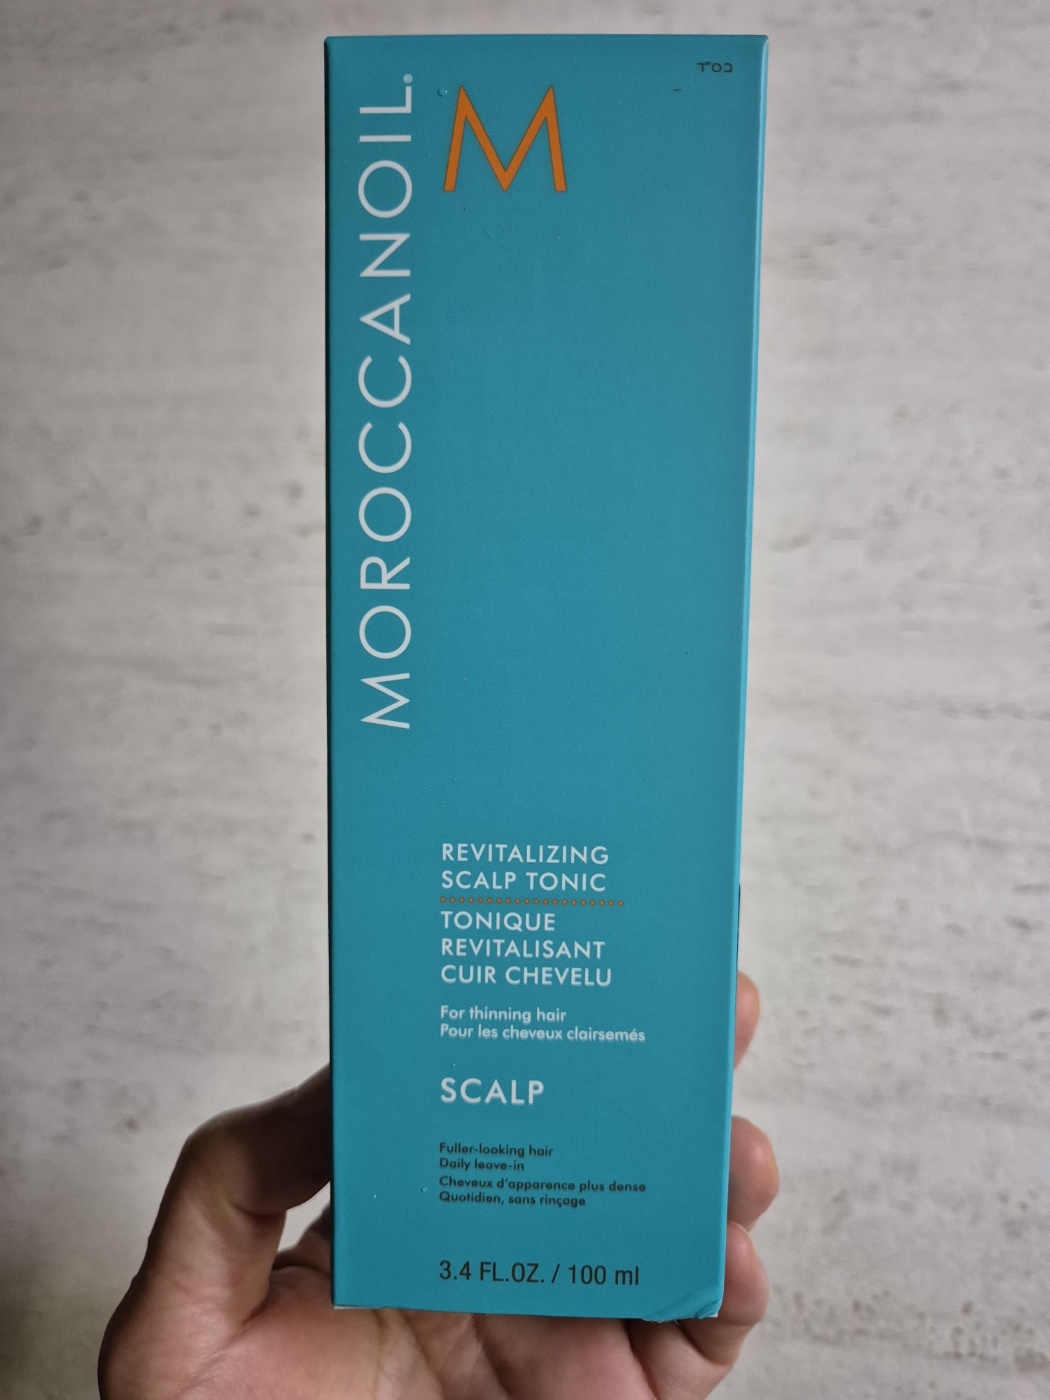 MOROCCANOIL®
M
כס״ד
REVITALIZING
SCALP TONIC
TONIQUE
REVITALISANT
CUIR CHEVELU
For thinning hair
Pour les cheveux clairsemés
SCALP
Fuller-looking hair
Daily leave-in
Cheveux d'apparence plus dense
Quotidien, sans rinçage
3.4 FL.OZ. / 100 ml